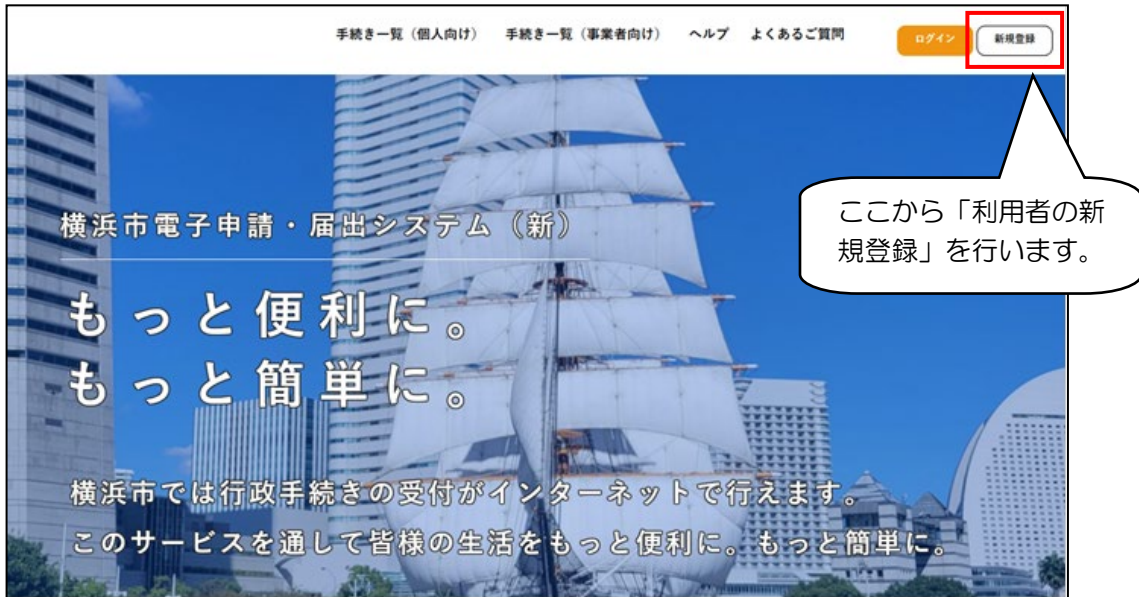 手続き一覧（個人向け） 手続き一覧（事業者向け） ヘルプ よくあるご質問 ログイン 新規登録
横浜市電子申請・届出システム（新）
ここから「利用者の新
規登録」を行います。
もっと便利に。
もっと簡単に。
横浜市では行政手続きの受付がインターネットで行えます。
このサービスを通して皆様の生活をもっと便利に。もっと簡単に。